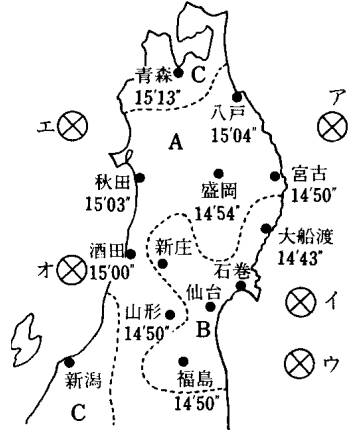 青森
15′13″
C
八戸
15′04″
ア
エ
A
秋田
15′03″
盛岡
14′54″
宮古
14′50″
大船渡
14′43″
酒田
15′00″
新庄
オ
石巻
仙台
イ
山形
14′50″
B
ウ
新潟
福島
14′50″
C